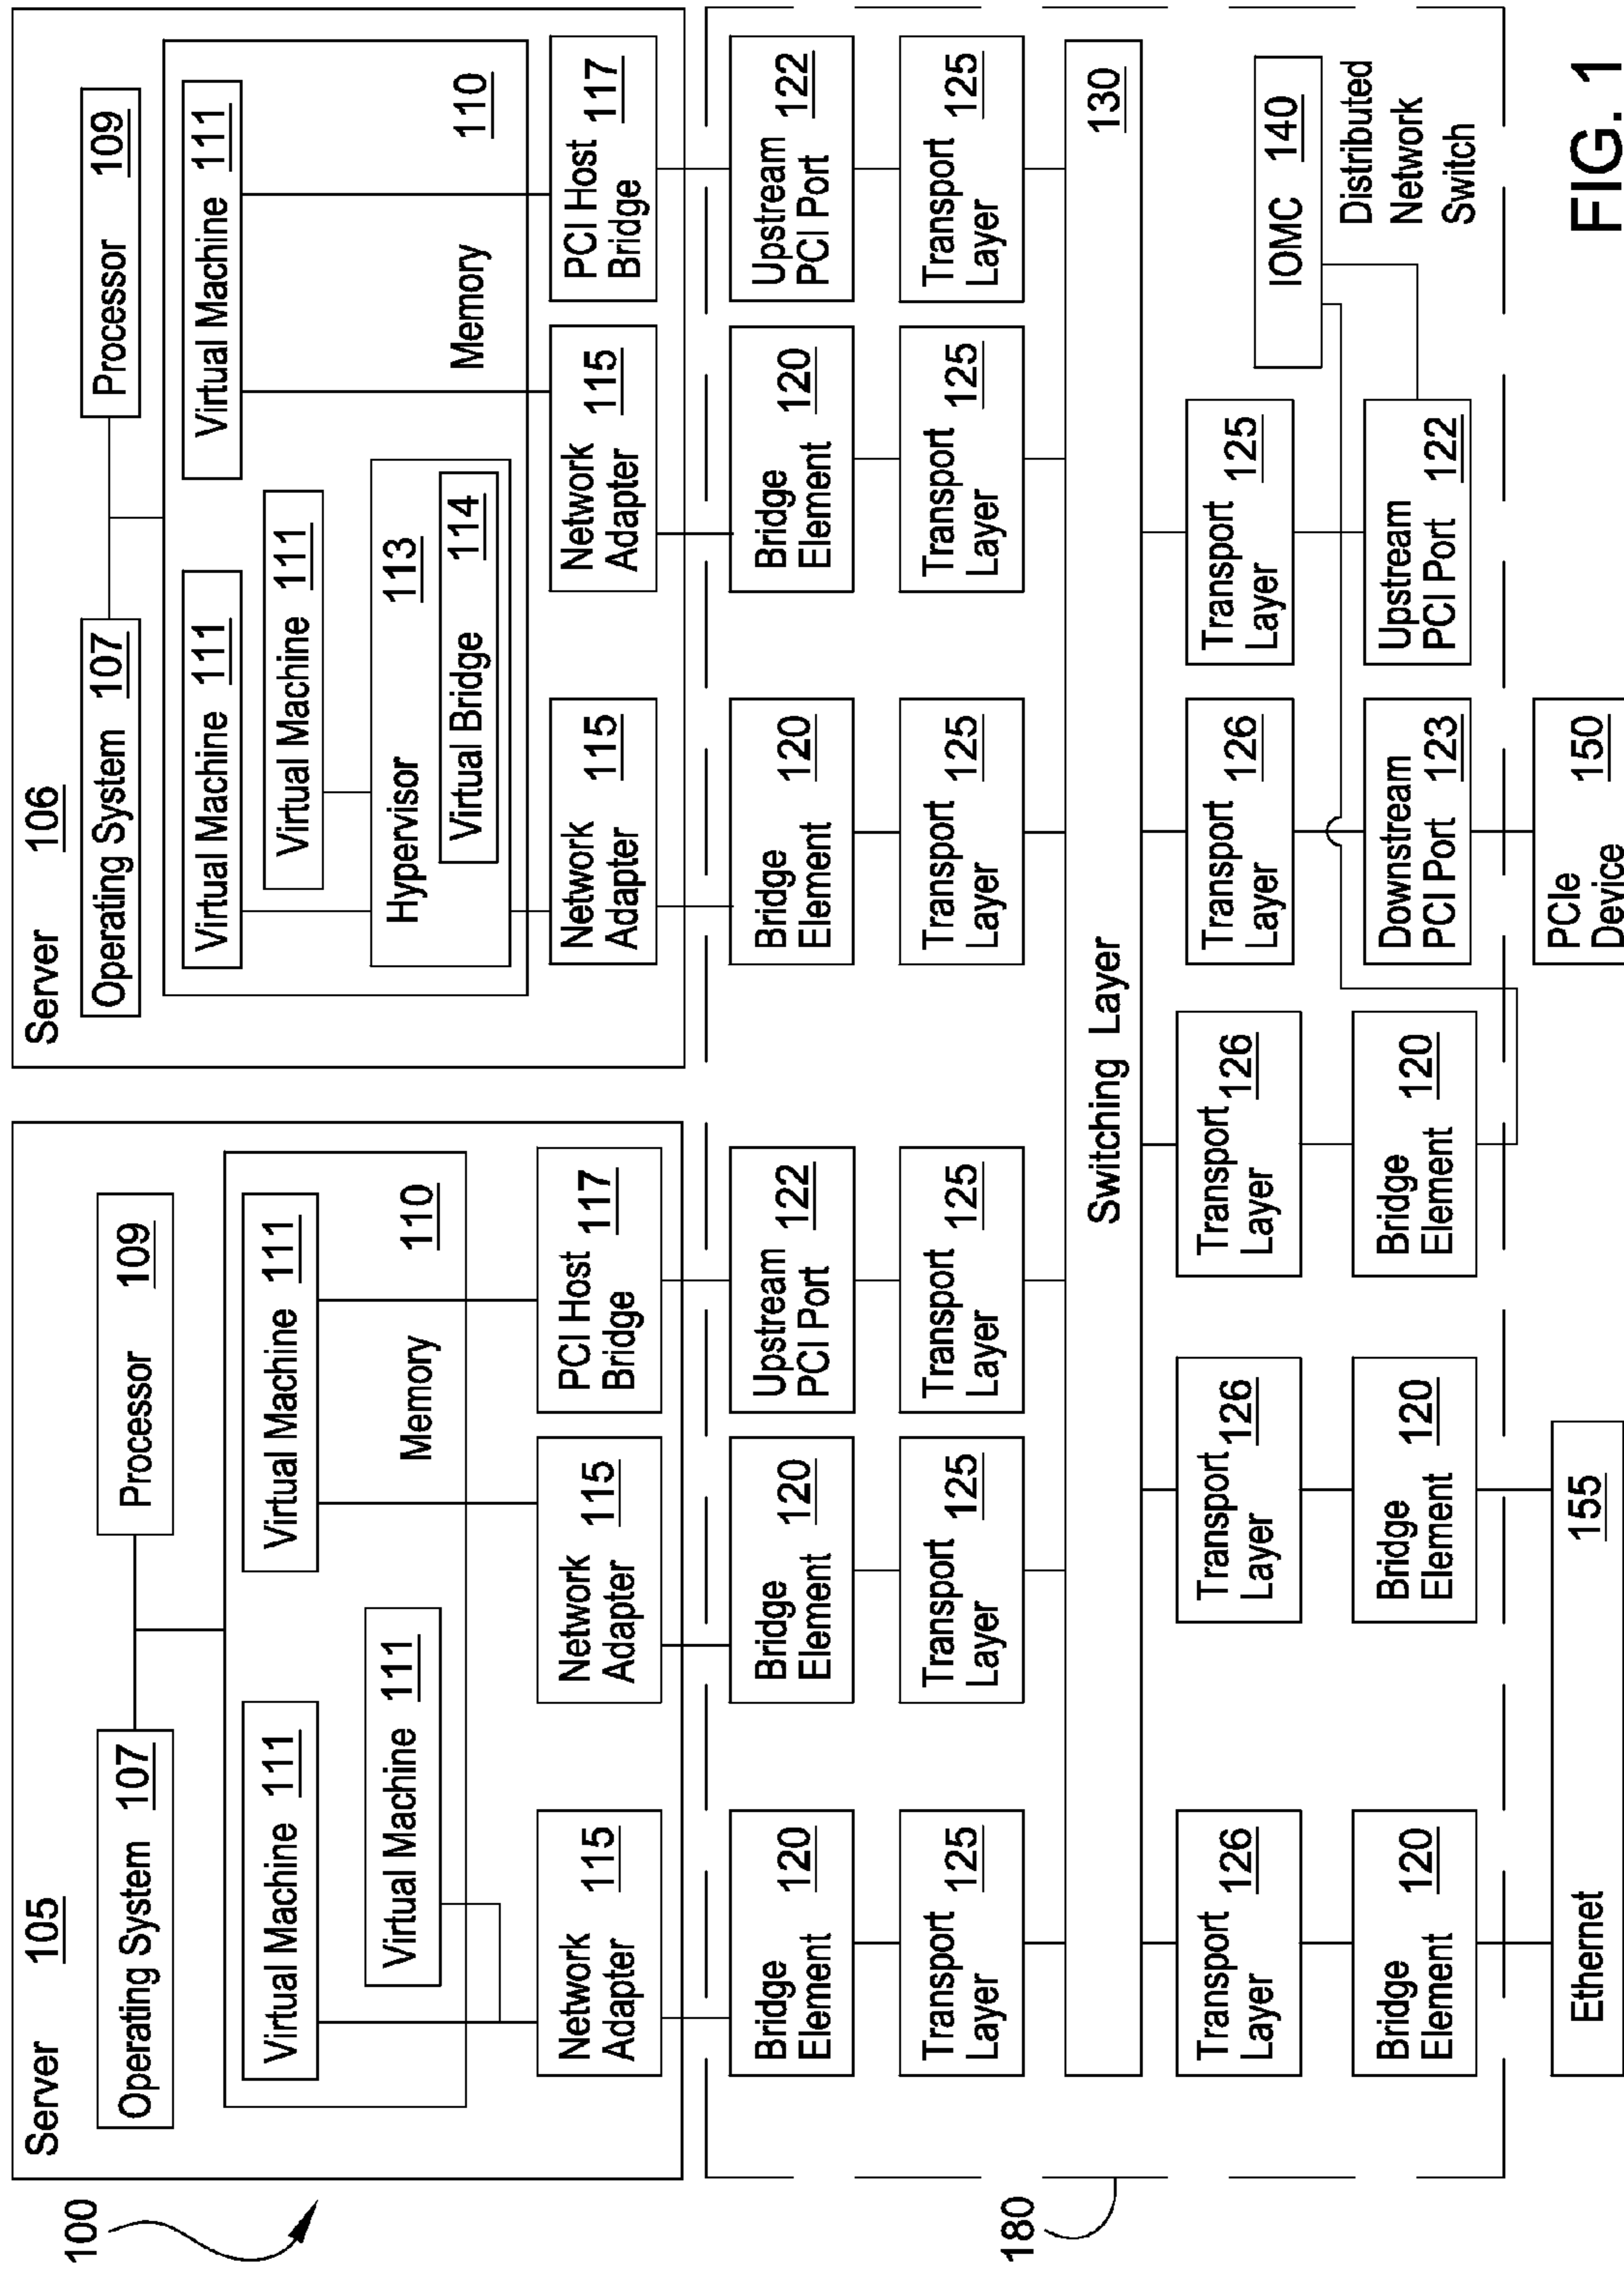 100
Server 105
Operating System 107
Processor 109
Virtual Machine 111
Virtual Machine 111
Virtual Machine 111
Memory 110
Network Adapter 115
Network Adapter 115
PCI Host Bridge 117
Server 106
Operating System 107
Processor 109
Virtual Machine 111
Virtual Machine 111
Virtual Machine 111
Hypervisor 113
Virtual Bridge 114
Memory 110
Network Adapter 115
Network Adapter 115
PCI Host Bridge 117
180
Bridge Element 120
Bridge Element 120
Upstream PCI Port 122
Bridge Element 120
Bridge Element 120
Upstream PCI Port 122
Transport Layer 125
Transport Layer 125
Transport Layer 125
Transport Layer 125
Transport Layer 125
Transport Layer 125
Switching Layer 130
Transport Layer 126
Transport Layer 126
Transport Layer 126
Transport Layer 126
Transport Layer 125
IOMC 140
Bridge Element 120
Bridge Element 120
Bridge Element 120
Downstream PCI Port 123
Upstream PCI Port 122
Distributed Network Switch
Ethernet 155
PCIe Device 150
FIG. 1